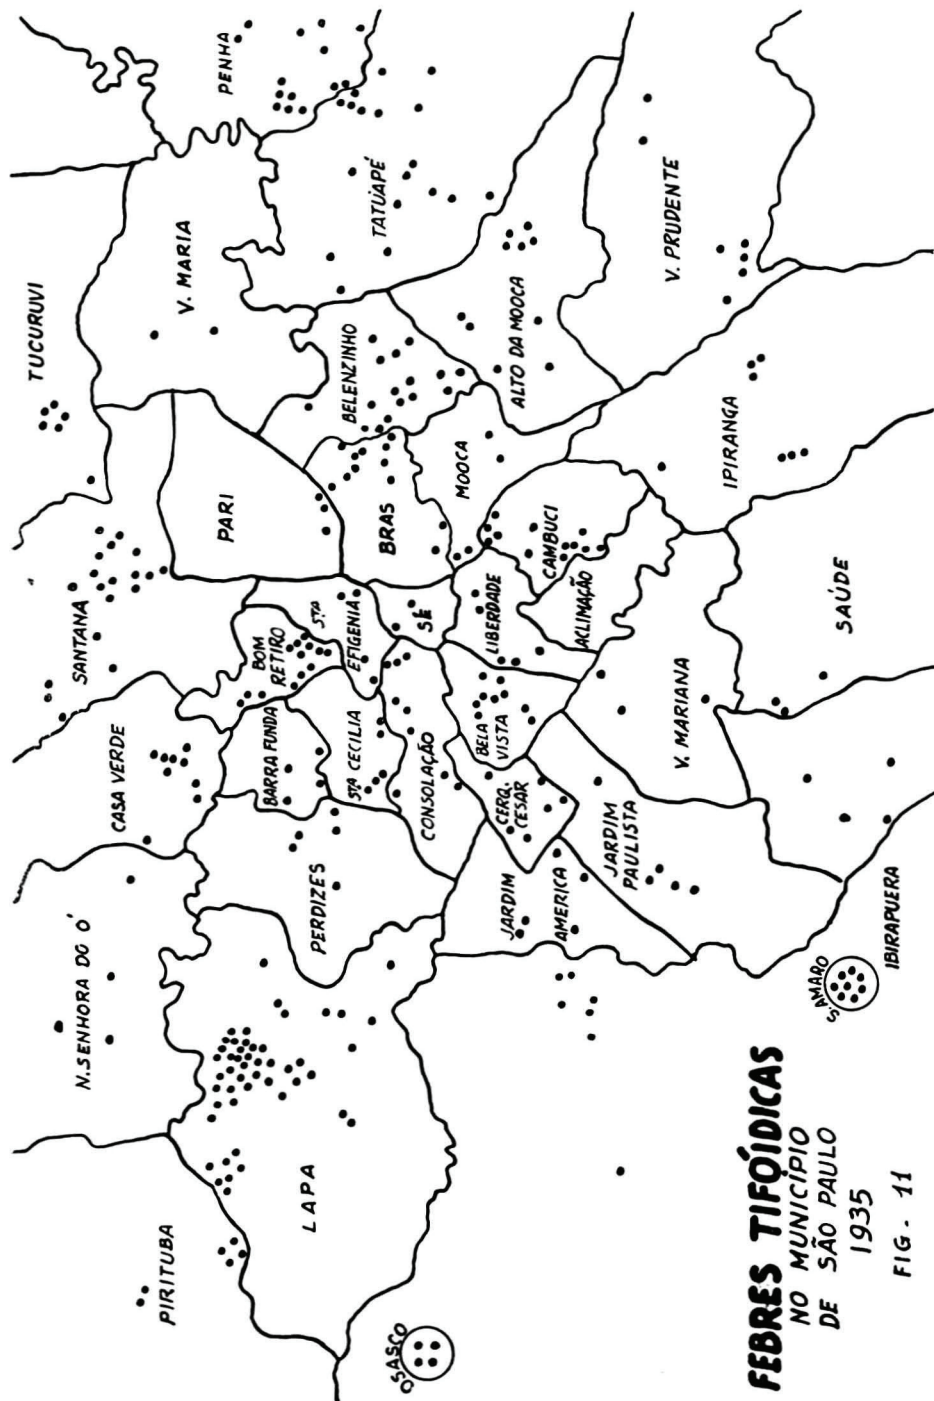 PENHA
TUCURUVI
V. MARIA
TATUAPÉ
V. PRUDENTE
BELENZINHO
ALTO DA MOOCA
SANTANA
PARI
BRAS
MOOCA
IPIRANGA
CAMBUCI
ACLIMAÇÃO
LIBERDADE
SÉ
STA
EFIGENIA
BOM
RETIRO
SAÚDE
CASA VERDE
BARRA FUNDA
STA CECILIA
CONSOLAÇÃO
BELA
VISTA
CERQ.
CESAR
V. MARIANA
JARDIM
PAULISTA
N. SENHORA DO Ó
PERDIZES
JARDIM
AMERICA
IBIRAPUERA
S. AMARO
PIRITUBA
LAPA
OSASCO
FEBRES TIFÓIDICAS
NO MUNICÍPIO
DE SÃO PAULO
1935
FIG - 11